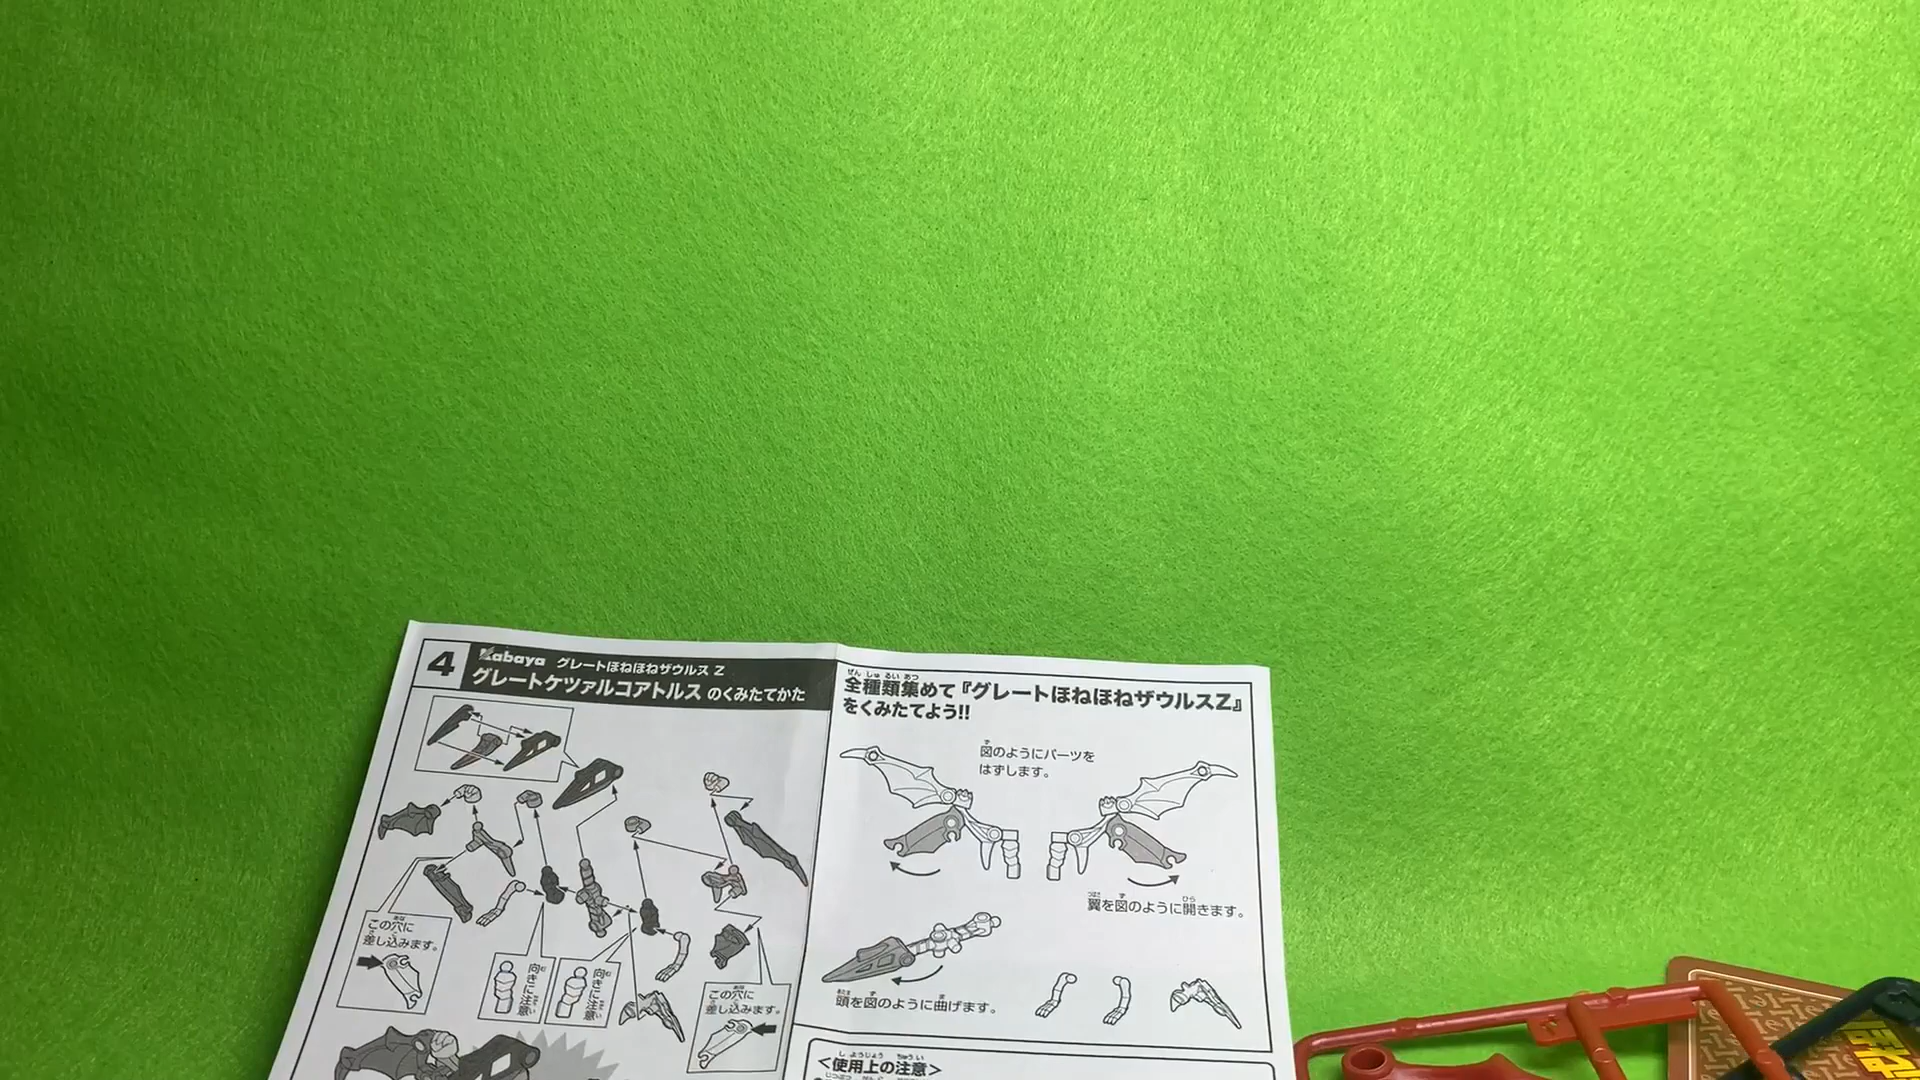 4
Kabaya グレートほねほねザウルス Z
グレートケツァルコアトルス のくみたてかた
この穴に
差し込みます。
向きに注意
向きに注意
この穴に
差し込みます。
全種類集めて『グレートほねほねザウルスZ』
をくみたてよう!!
図のようにパーツを
はずします。
翼を図のように開きます。
頭を図のように曲げます。
<使用上の注意>